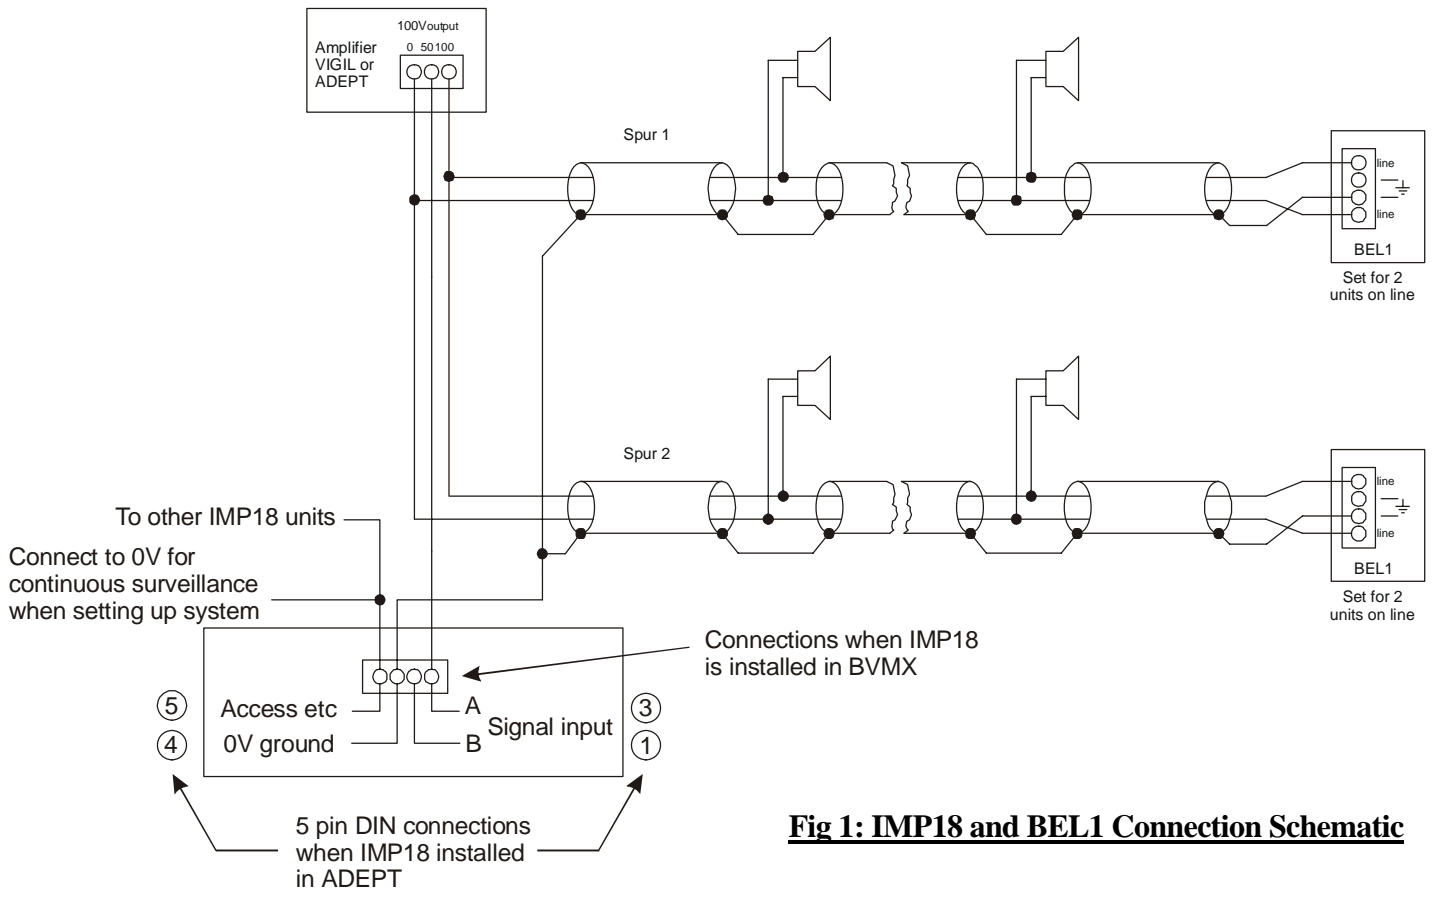 100Voutput
Amplifier
VIGIL or
ADEPT
0 50 100
Spur 1
line
line
BEL1
Set for 2
units on line
Spur 2
line
line
BEL1
Set for 2
units on line
To other IMP18 units
Connect to 0V for
continuous surveillance
when setting up system
Connections when IMP18
is installed in BVMX
5
Access etc
A
3
Signal input
4
0V ground
B
1
5 pin DIN connections
when IMP18 installed
in ADEPT
Fig 1: IMP18 and BEL1 Connection Schematic